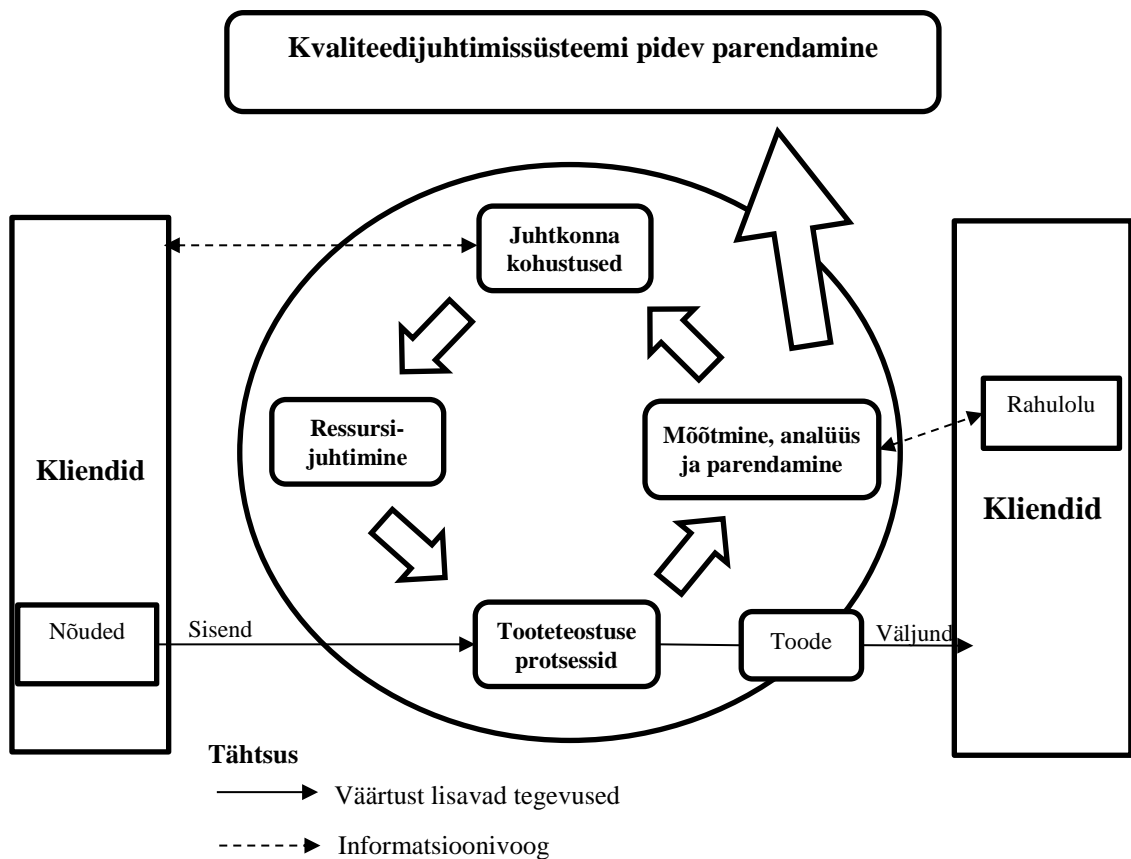 Kvaliteedijuhtimissüsteemi pidev parendamine
Juhtkonna
kohustused
Ressursi-
juhtimine
Mõõtmine, analüüs
ja parendamine
Rahulolu
Kliendid
Kliendid
Nõuded
Sisend
Tooteteostuse
protsessid
Toode
Väljund
Tähtsus
Väärtust lisavad tegevused
Informatsioonivoog